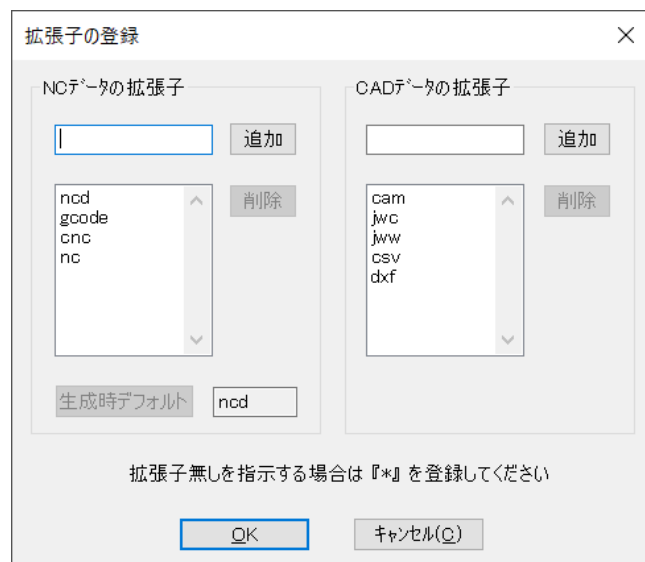 拡張子の登録
NCﾃﾞｰﾀの拡張子
追加
ncd
gcode
cnc
nc
削除
生成時デフォルト
ncd
CADﾃﾞｰﾀの拡張子
追加
cam
jwc
jww
csv
dxf
削除
拡張子無しを指示する場合は『*』を登録してください
OK
ｷｬﾝｾﾙ(C)